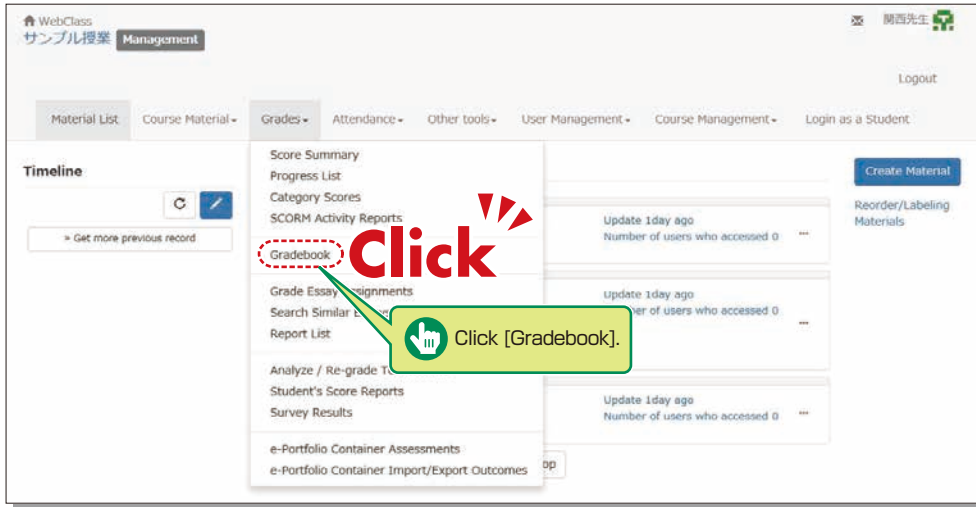 WebClass
サンプル授業 Management
関西先生
Logout
Material List Course Material Grades Attendance Other tools User Management Course Management Login as a Student
Timeline
» Get more previous record
Score Summary
Progress List
Category Scores
SCORM Activity Reports
Gradebook
Click
Grade Essay Assignments
Search Similar
Report List
Click [Gradebook].
Analyze / Re-grade
Student's Score Reports
Survey Results
e-Portfolio Container Assessments
e-Portfolio Container Import/Export Outcomes
Update 1day ago
Number of users who accessed 0
Update 1day ago
of users who accessed 0
Update 1day ago
Number of users who accessed 0
Create Material
Reorder/Labeling
Materials